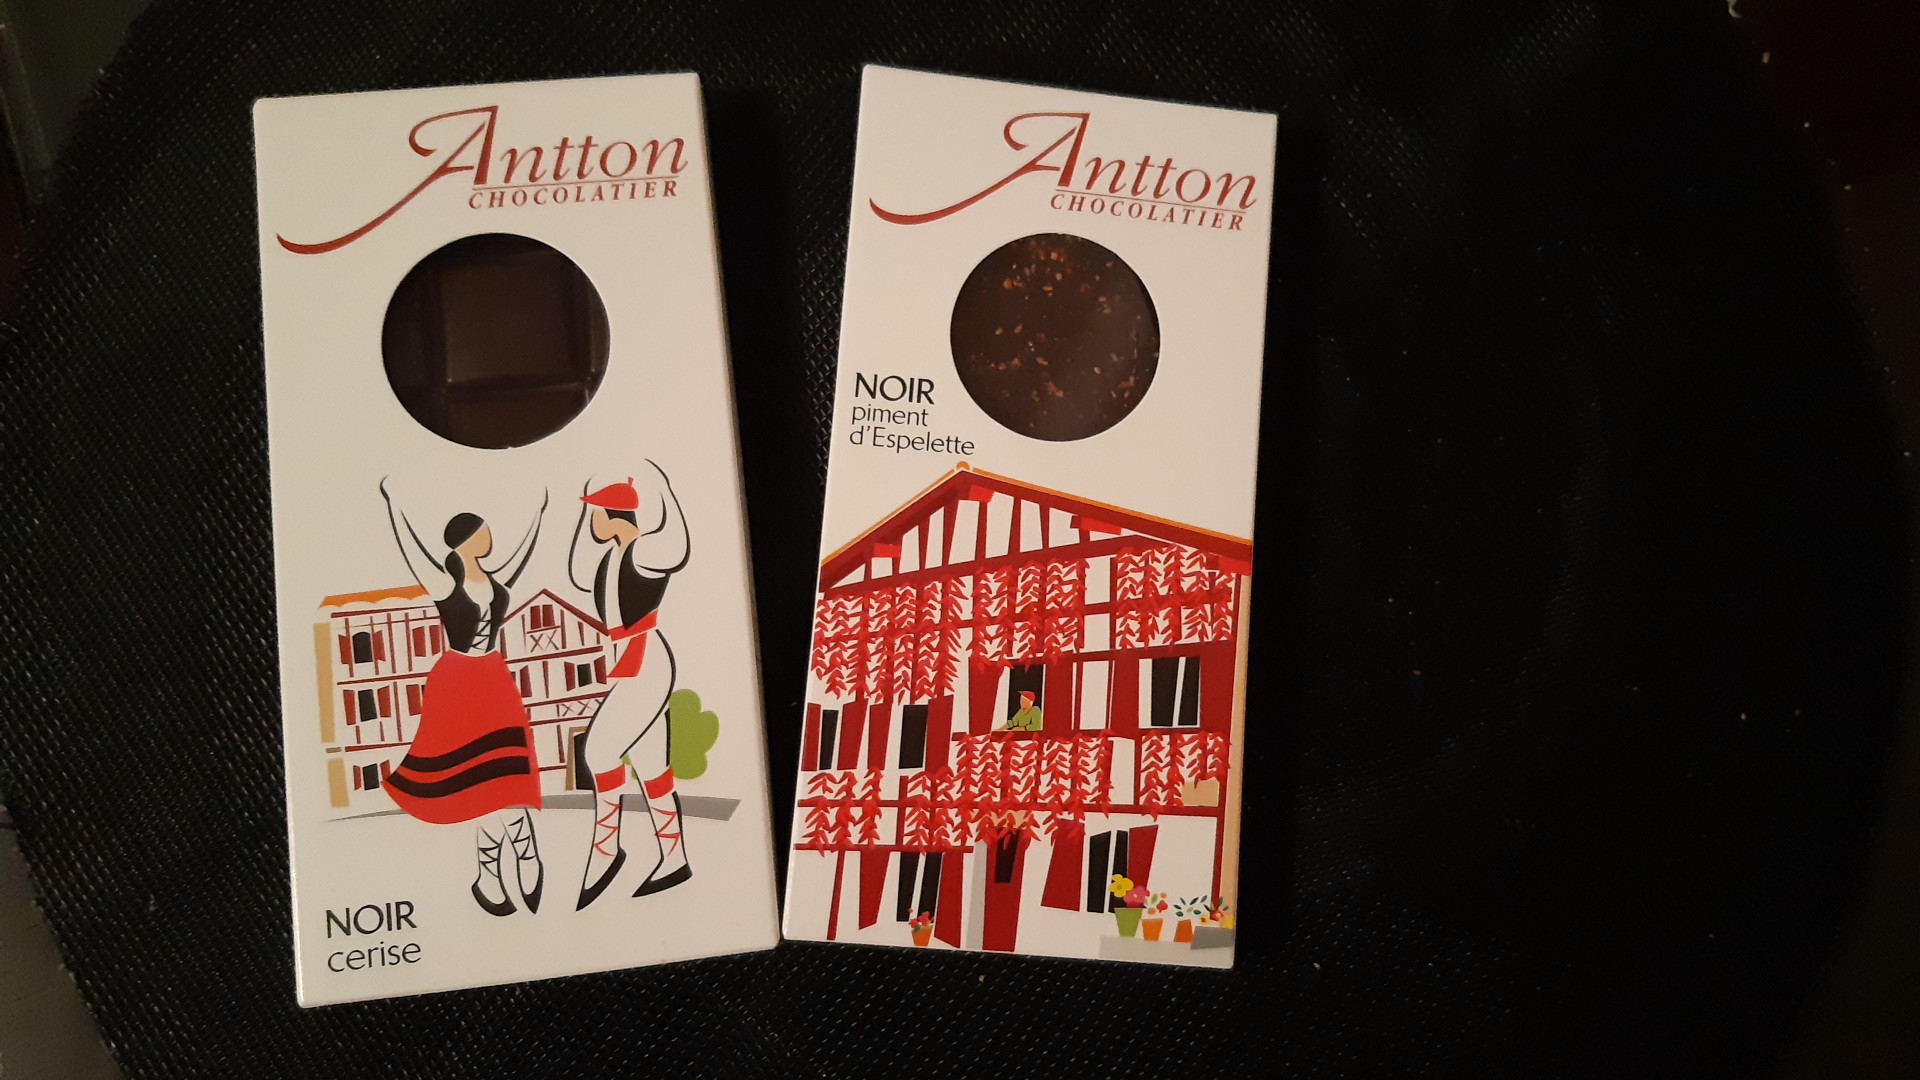 Antton
CHOCOLATIER
NOIR
cerise
Antton
CHOCOLATIER
NOIR
piment
d'Espelette